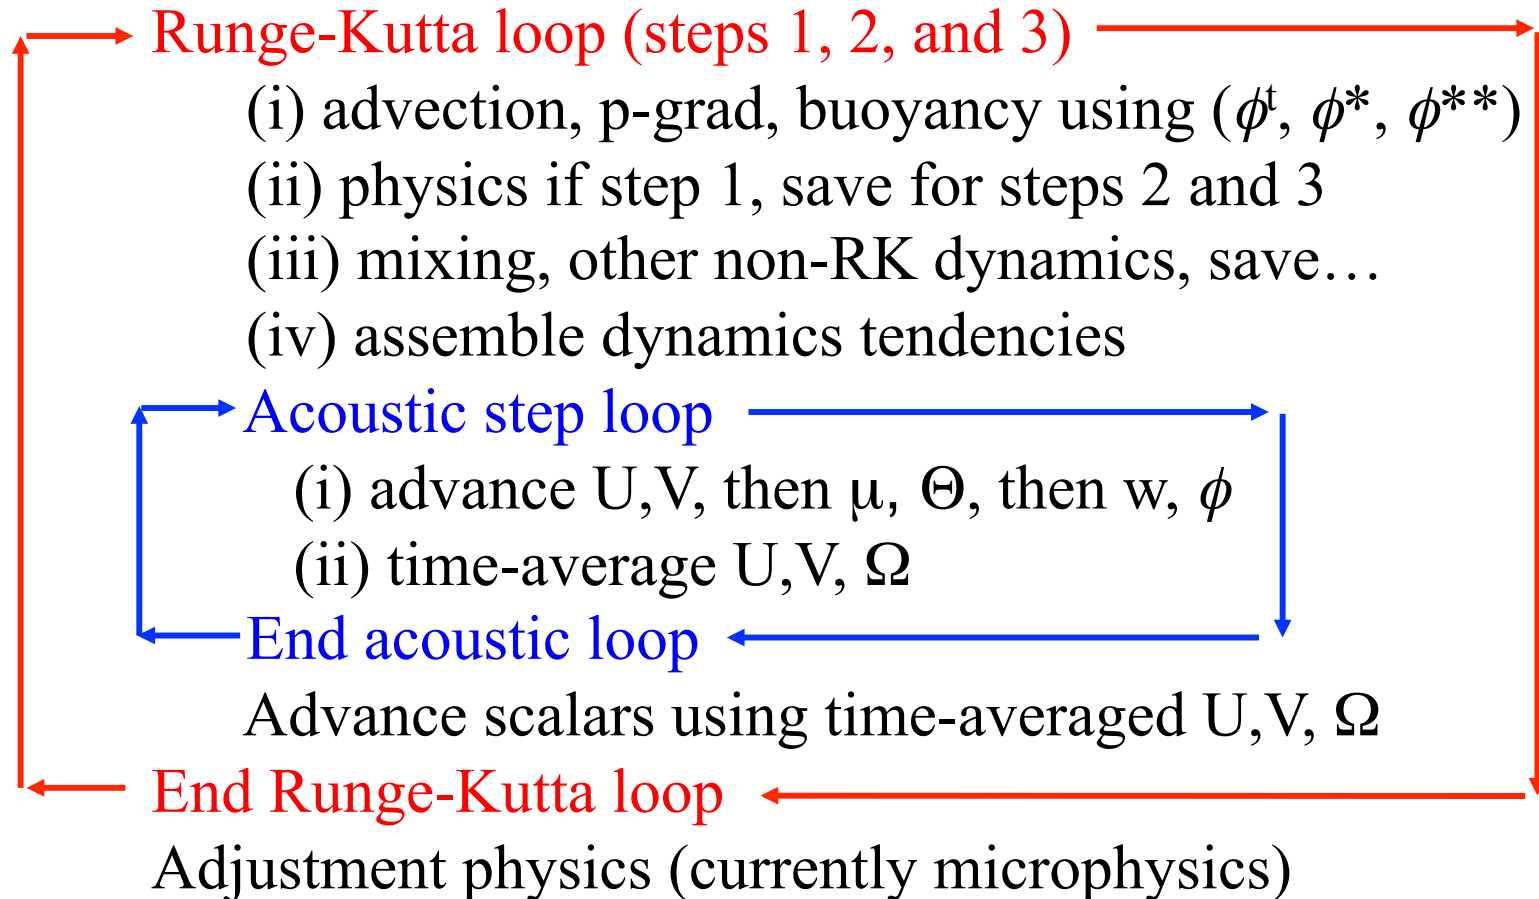 Runge-Kutta loop (steps 1, 2, and 3)
(i) advection, p-grad, buoyancy using (ϕᵗ, ϕ*, ϕ**)
(ii) physics if step 1, save for steps 2 and 3
(iii) mixing, other non-RK dynamics, save…
(iv) assemble dynamics tendencies
Acoustic step loop
(i) advance U,V, then μ, Θ, then w, ϕ
(ii) time-average U,V, Ω
End acoustic loop
Advance scalars using time-averaged U,V, Ω
End Runge-Kutta loop
Adjustment physics (currently microphysics)